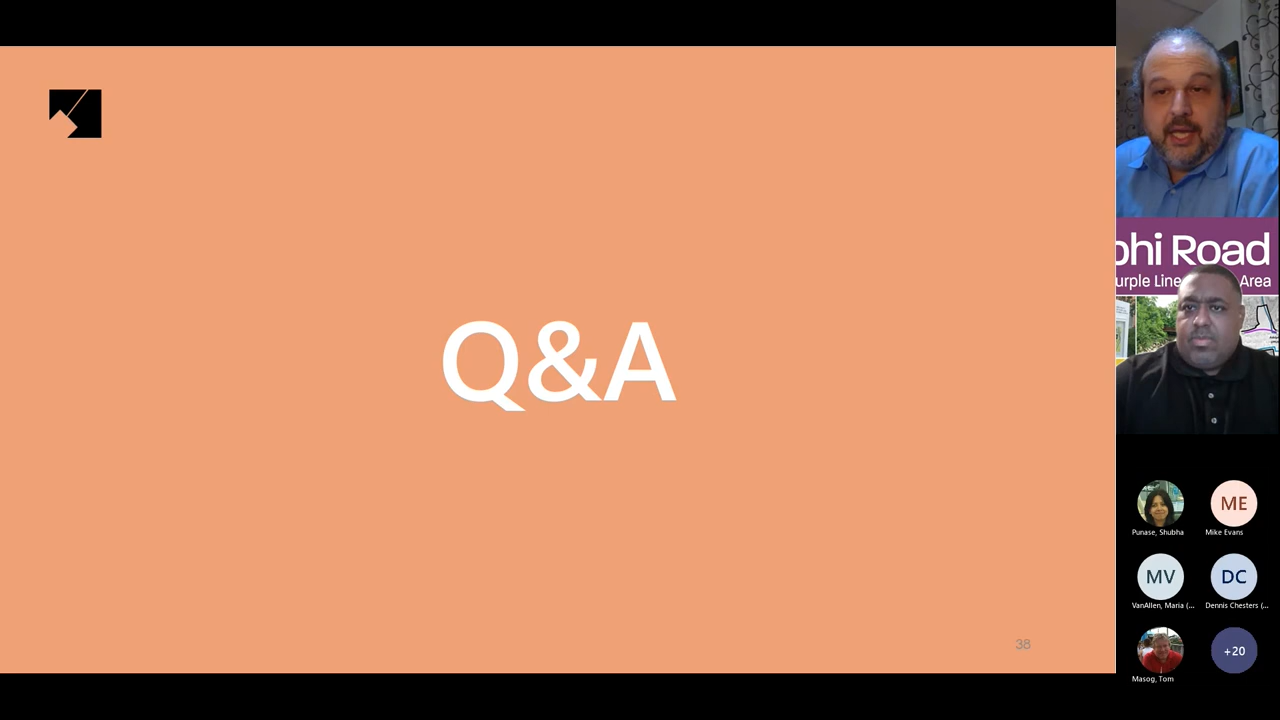 Q&A
38
phi Road
urple Line
Area
Punase, Shubha
ME
Mike Evans
MV
VanAllen, Maria (...
DC
Dennis Chesters (...
Masog, Tom
+20